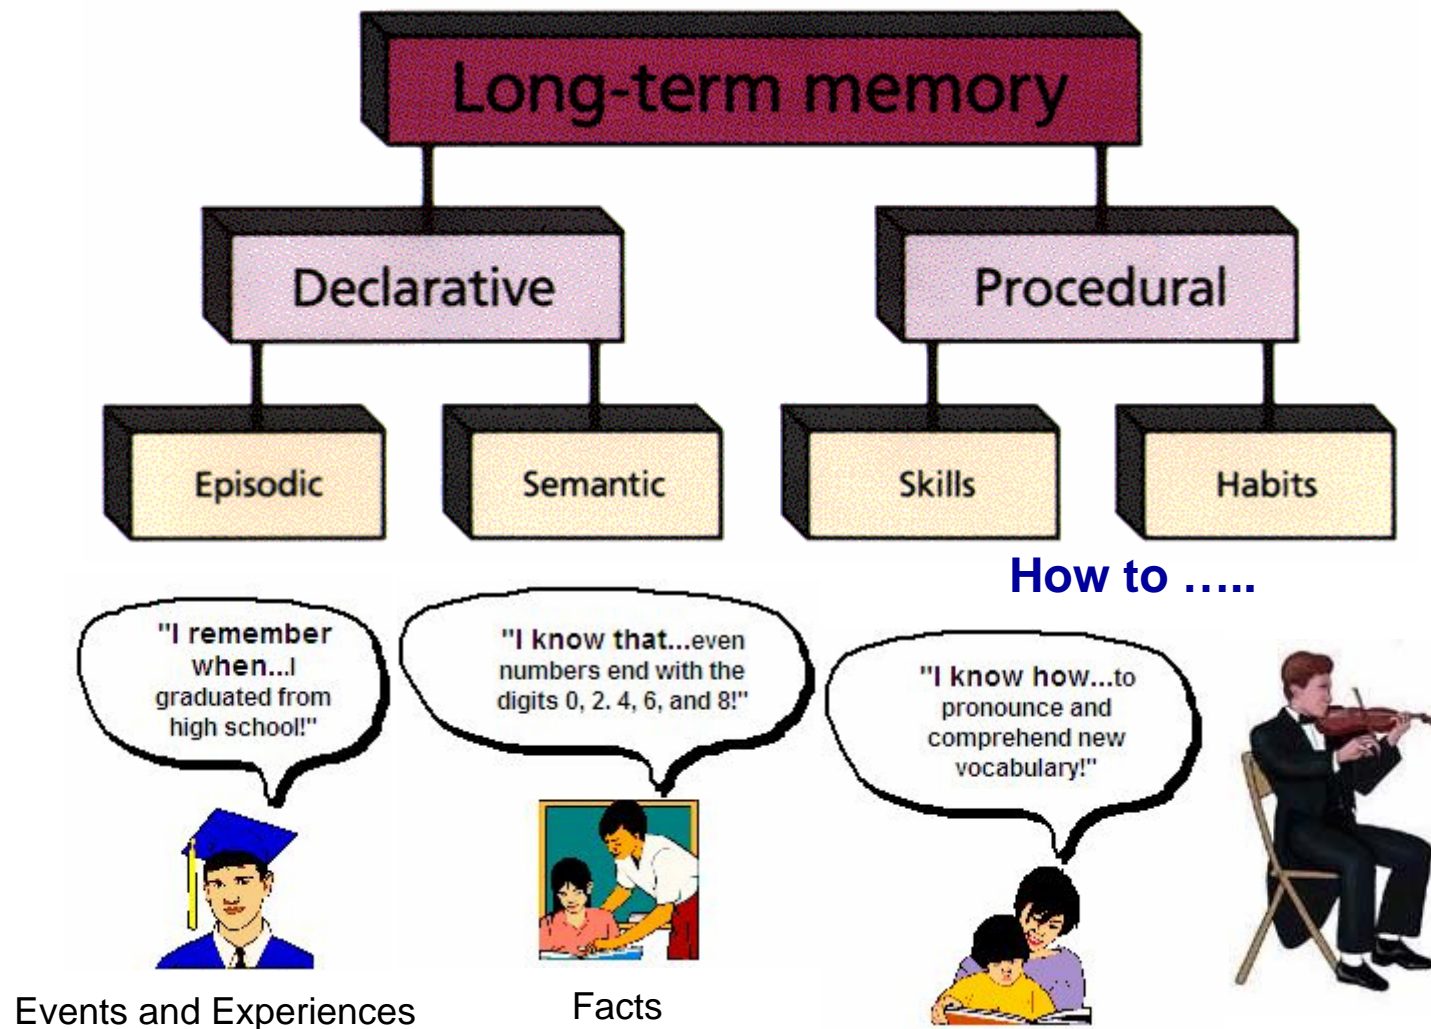 Long-term memory
Declarative
Procedural
Episodic
Semantic
Skills
Habits
How to .....
"I remember
when...I
graduated from
high school!"
"I know that...even
numbers end with the
digits 0, 2. 4, 6, and 8!"
"I know how...to
pronounce and
comprehend new
vocabulary!"
Events and Experiences
Facts